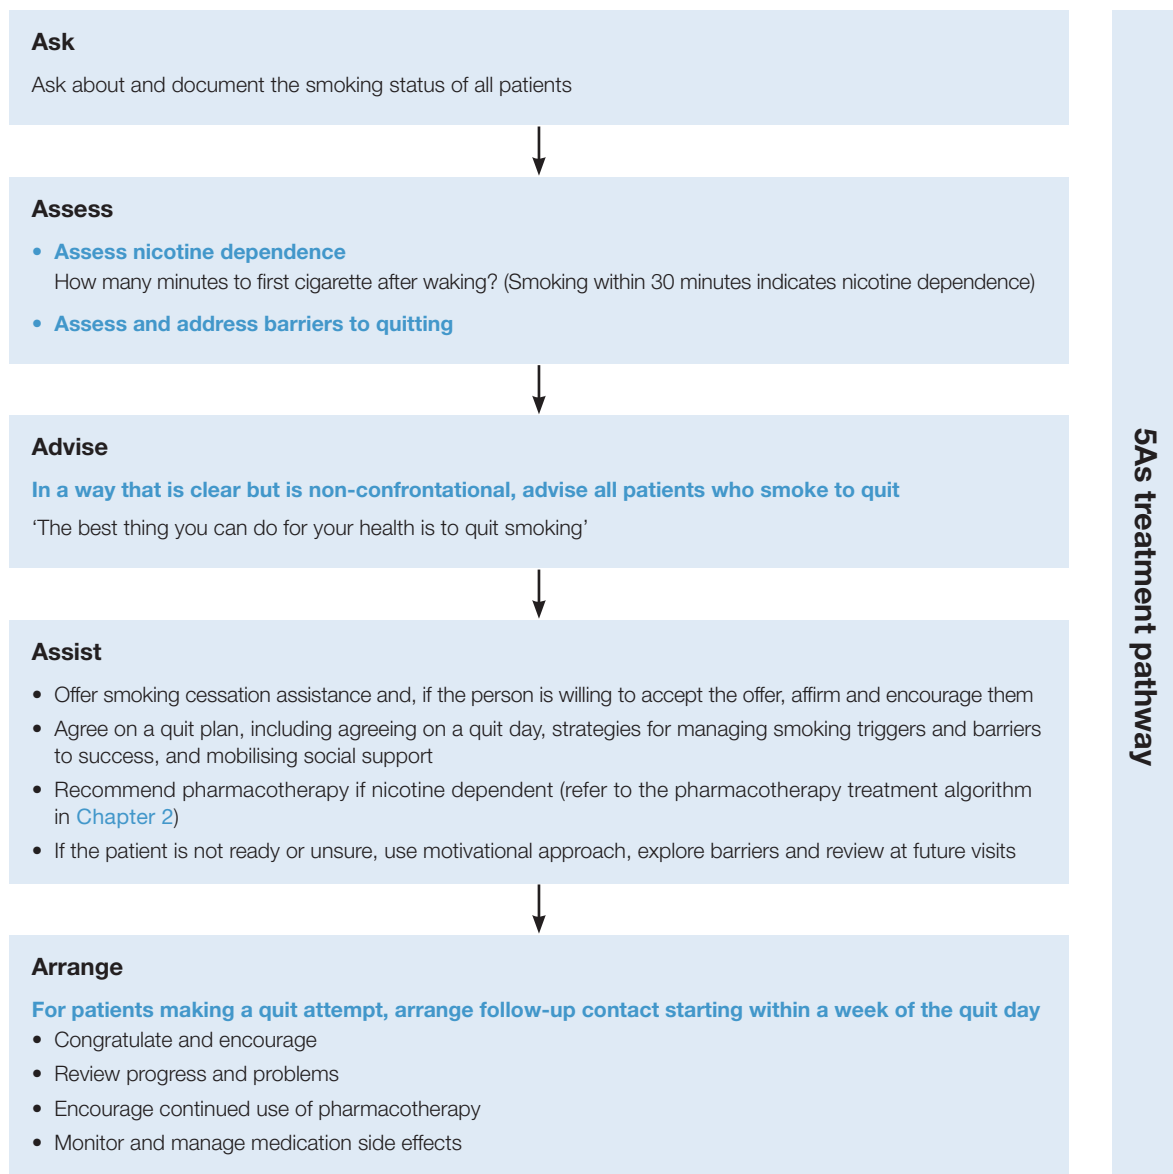 Ask
Ask about and document the smoking status of all patients
Assess
• Assess nicotine dependence
How many minutes to first cigarette after waking? (Smoking within 30 minutes indicates nicotine dependence)
• Assess and address barriers to quitting
Advise
In a way that is clear but is non-confrontational, advise all patients who smoke to quit
‘The best thing you can do for your health is to quit smoking’
Assist
• Offer smoking cessation assistance and, if the person is willing to accept the offer, affirm and encourage them
• Agree on a quit plan, including agreeing on a quit day, strategies for managing smoking triggers and barriers
to success, and mobilising social support
• Recommend pharmacotherapy if nicotine dependent (refer to the pharmacotherapy treatment algorithm
in Chapter 2)
• If the patient is not ready or unsure, use motivational approach, explore barriers and review at future visits
Arrange
For patients making a quit attempt, arrange follow-up contact starting within a week of the quit day
• Congratulate and encourage
• Review progress and problems
• Encourage continued use of pharmacotherapy
• Monitor and manage medication side effects
5As treatment pathway